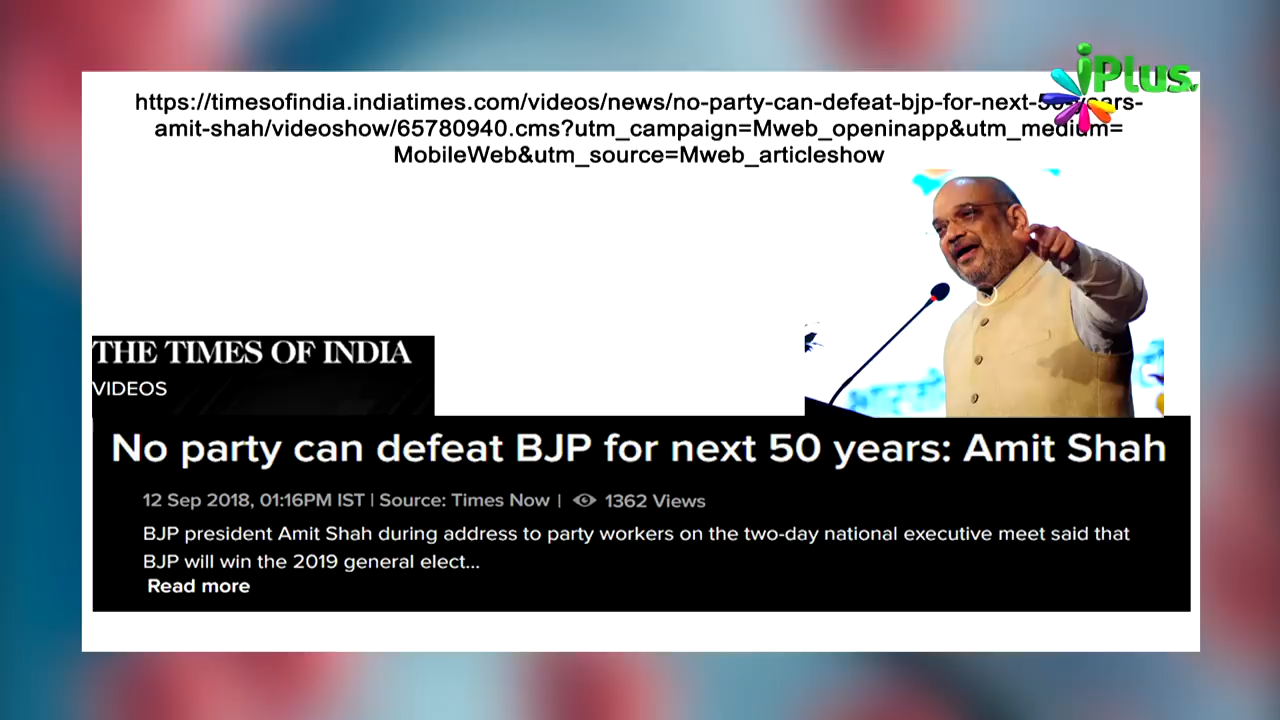 iPlus
https://timesofindia.indiatimes.com/videos/news/no-party-can-defeat-bjp-for-next-50-years-
amit-shah/videoshow/65780940.cms?utm_campaign=Mweb_openinapp&utm_medium=
MobileWeb&utm_source=Mweb_articleshow
THE TIMES OF INDIA
VIDEOS
No party can defeat BJP for next 50 years: Amit Shah
12 Sep 2018, 01:16PM IST | Source: Times Now | 1362 Views
BJP president Amit Shah during address to party workers on the two-day national executive meet said that
BJP will win the 2019 general elect...
Read more